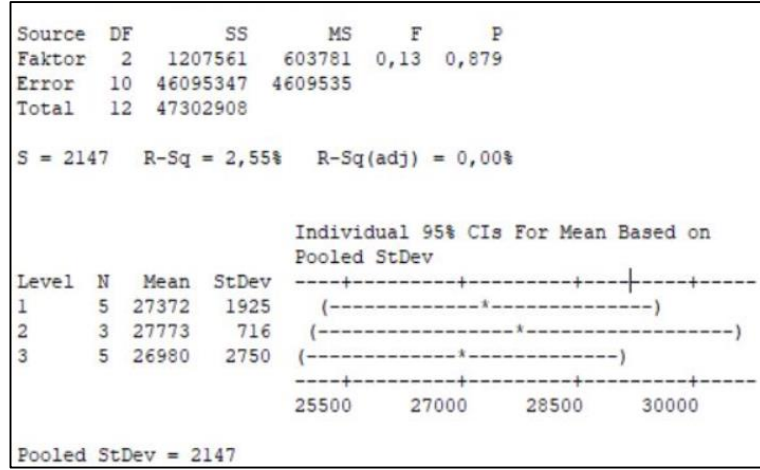 Source  DF        SS       MS     F      P
Faktor   2   1207561   603781  0,13  0,879
Error   10  46095347  4609535
Total   12  47302908
S = 2147   R-Sq = 2,55%   R-Sq(adj) = 0,00%
Individual 95% CIs For Mean Based on
Pooled StDev
Level  N   Mean  StDev  ----+---------+---------+---------+-----
1      5  27372   1925    (-------------*--------------)
2      3  27773    716   (------------------*------------------)
3      5  26980   2750  (-------------*-------------)
----+---------+---------+---------+-----
25500     27000     28500     30000
Pooled StDev = 2147